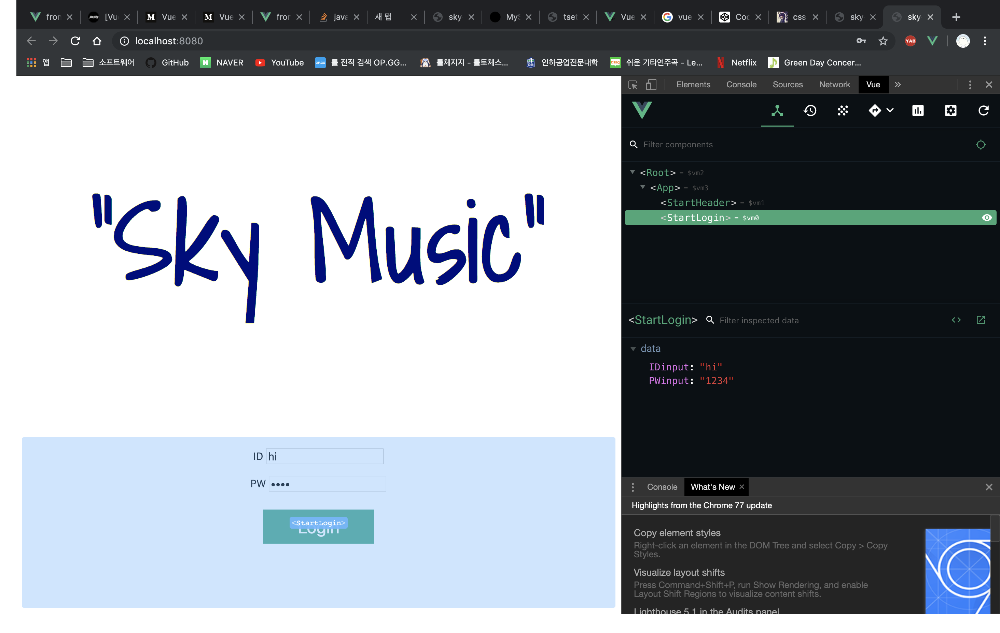 fron [Vu Vue Vue fror java 새 탭 sky MyS tset Vue vue Coc css sky sky
localhost:8080 YAB
앱 소프트웨어 GitHub N NAVER YouTube OP.GG 롤 전적 검색 OP.GG... 롤체지지 - 롤토체스... 1958 인하공업전문대학 blog 쉬운 기타연주곡 - Le... Netflix Green Day Concer...
"Sky Music"
ID hi
PW ••••
<StartLogin>
Login
Elements Console Sources Network Vue »
Filter components
<Root> = $vm2
<App> = $vm3
<StartHeader> = $vm1
<StartLogin> = $vm0
<StartLogin> Filter inspected data
data
IDinput: "hi"
PWinput: "1234"
Console What's New
Highlights from the Chrome 77 update
Copy element styles
Right-click an element in the DOM Tree and select Copy > Copy
Styles.
Visualize layout shifts
Press Command+Shift+P, run Show Rendering, and enable
Layout Shift Regions to visualize content shifts.
Lighthouse 5.1 in the Audits panel